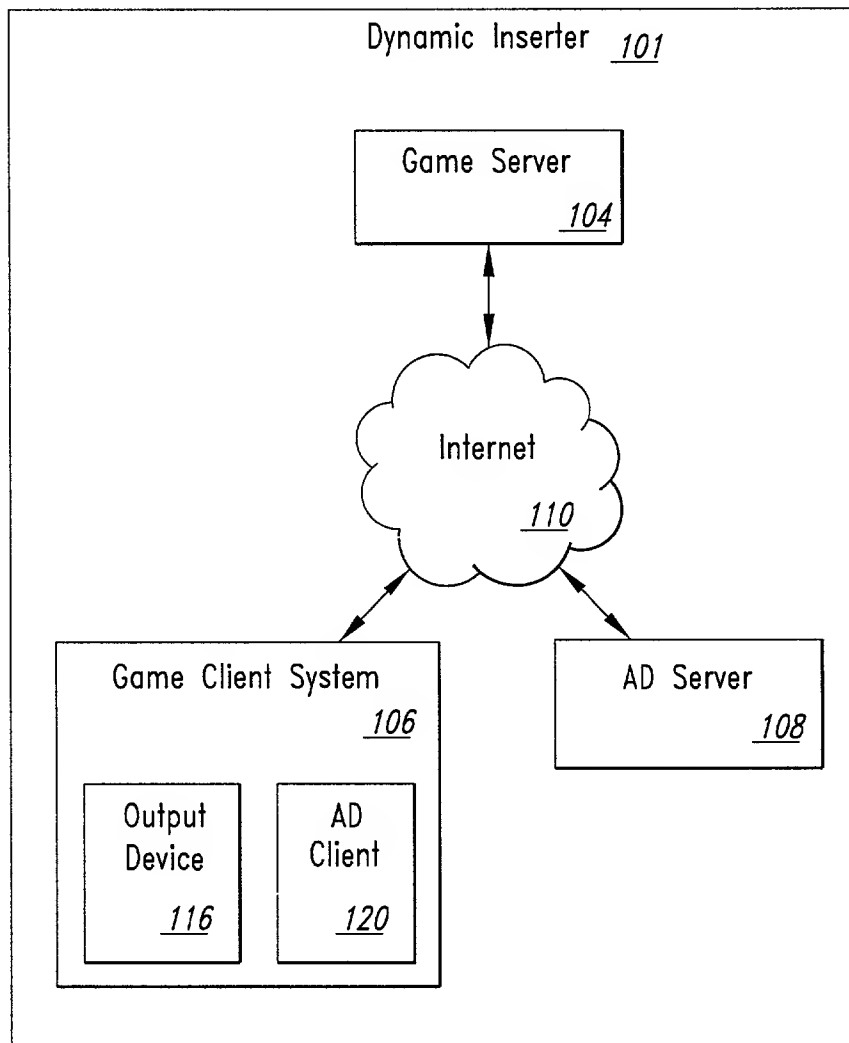 Dynamic Inserter 101
Game Server
104
Internet
110
Game Client System
106
AD Server
108
Output
Device
116
AD
Client
120